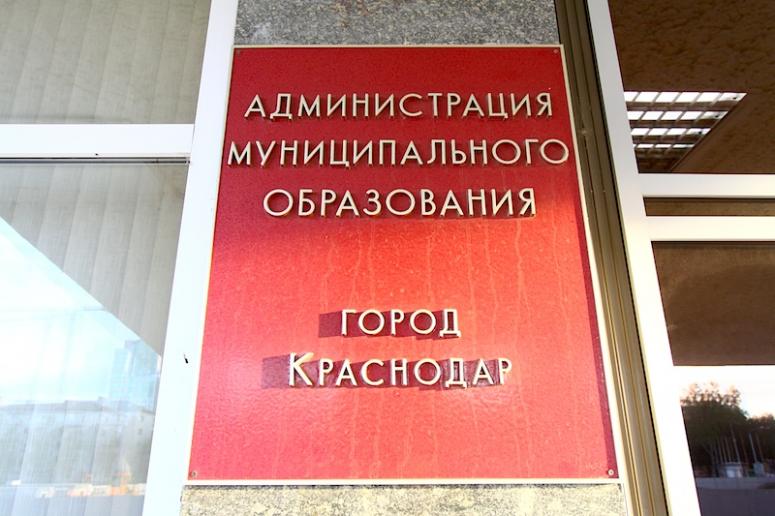 АДМИНИСТРАЦИЯ
МУНИЦИПАЛЬНОГО
ОБРАЗОВАНИЯ
ГОРОД
КРАСНОДАР